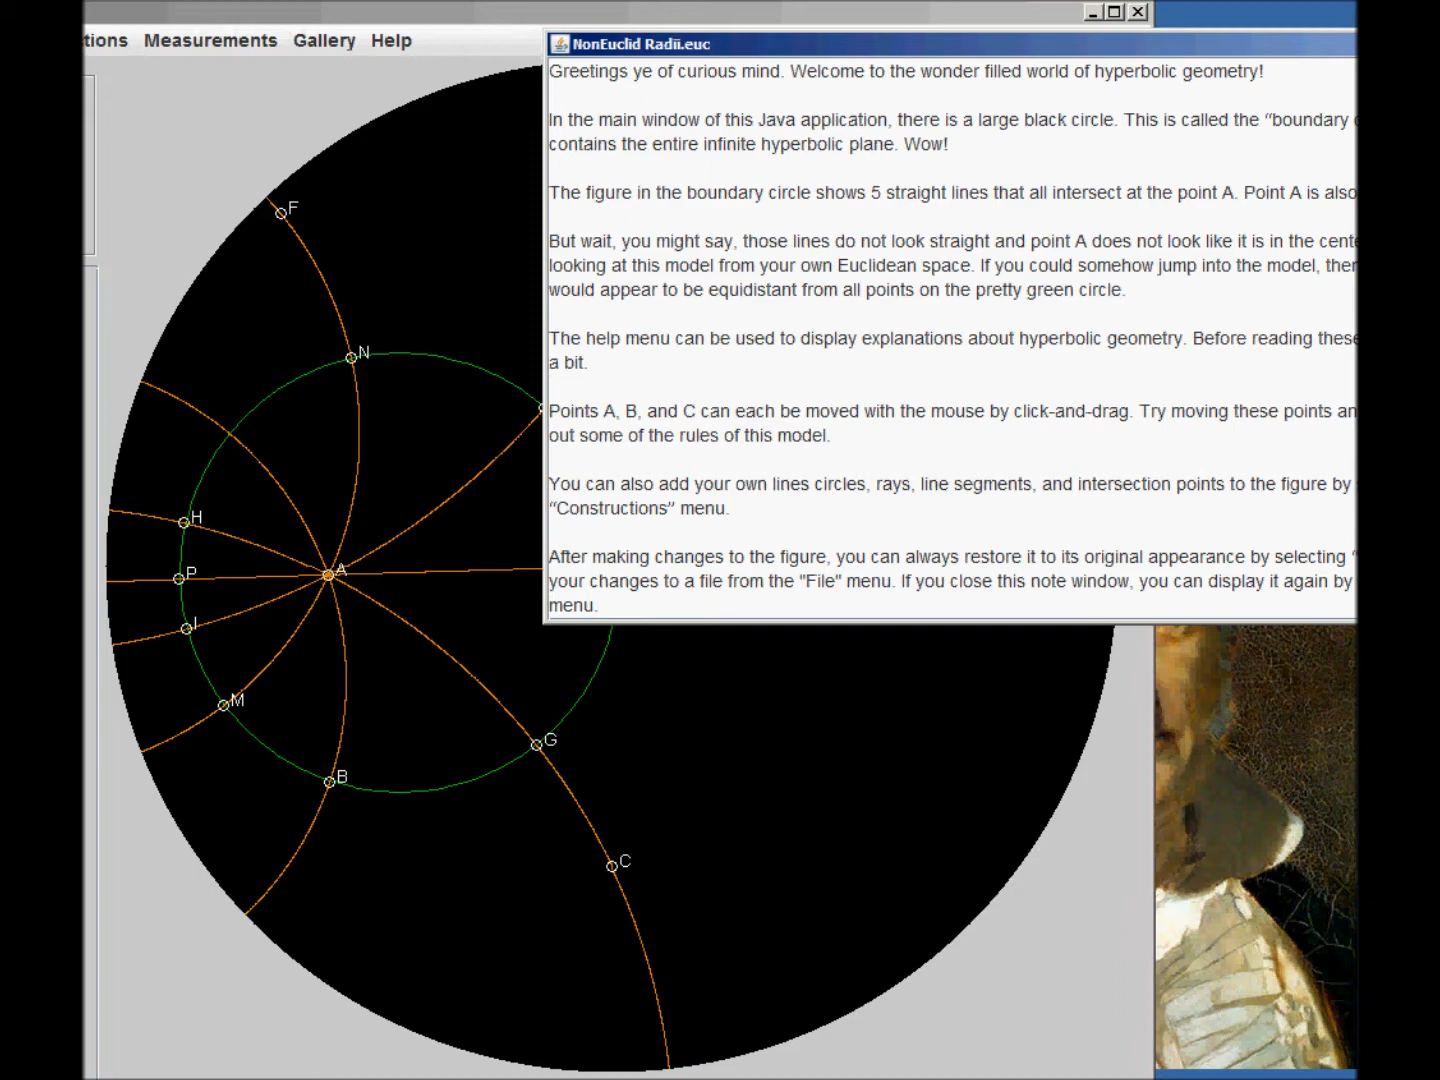 tions Measurements Gallery Help
NonEuclid Radii.euc
Greetings ye of curious mind. Welcome to the wonder filled world of hyperbolic geometry!
In the main window of this Java application, there is a large black circle. This is called the “boundary
contains the entire infinite hyperbolic plane. Wow!
The figure in the boundary circle shows 5 straight lines that all intersect at the point A. Point A is also
But wait, you might say, those lines do not look straight and point A does not look like it is in the cente
looking at this model from your own Euclidean space. If you could somehow jump into the model, then
would appear to be equidistant from all points on the pretty green circle.
The help menu can be used to display explanations about hyperbolic geometry. Before reading these
a bit.
Points A, B, and C can each be moved with the mouse by click-and-drag. Try moving these points an
out some of the rules of this model.
You can also add your own lines circles, rays, line segments, and intersection points to the figure by
“Constructions” menu.
After making changes to the figure, you can always restore it to its original appearance by selecting “
your changes to a file from the "File" menu. If you close this note window, you can display it again by
menu.
F
N
H
P
A
I
M
B
G
C